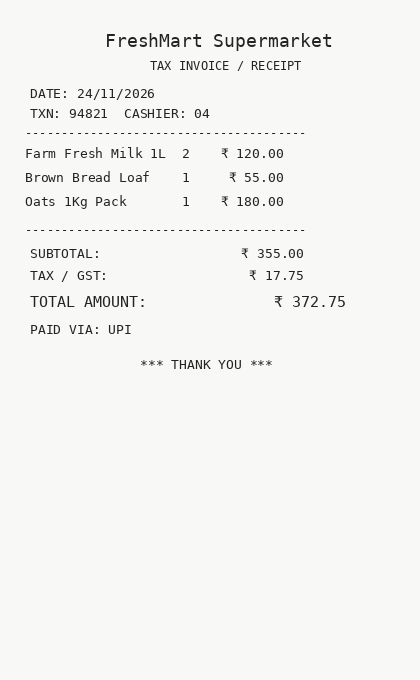 FreshMart Supermarket
TAX INVOICE / RECEIPT
DATE: 24/11/2026
TXN: 94821  CASHIER: 04
------------------------------------
Farm Fresh Milk 1L  2    ₹ 120.00
Brown Bread Loaf    1     ₹ 55.00
Oats 1Kg Pack       1    ₹ 180.00
------------------------------------
SUBTOTAL:                  ₹ 355.00
TAX / GST:                  ₹ 17.75
TOTAL AMOUNT:              ₹ 372.75
PAID VIA: UPI
*** THANK YOU ***